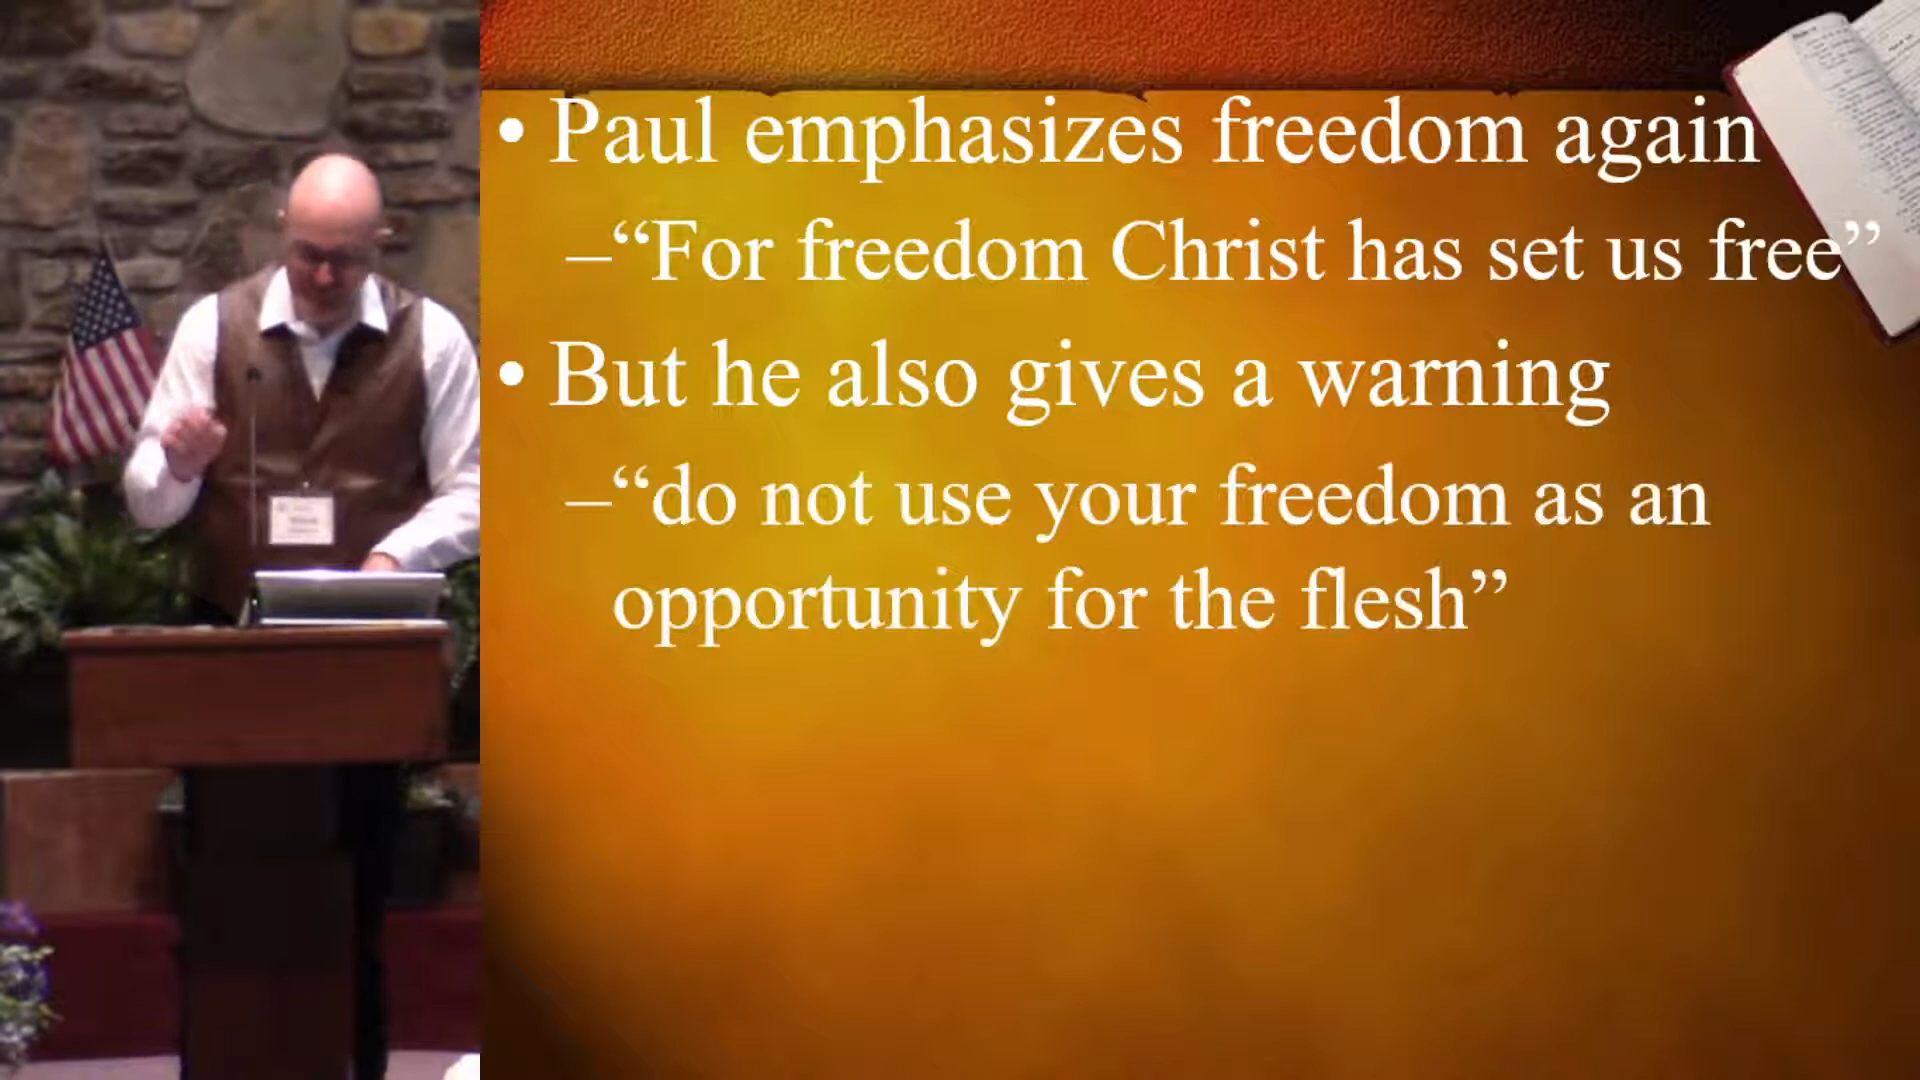 • Paul emphasizes freedom again
–“For freedom Christ has set us free”
• But he also gives a warning
–“do not use your freedom as an
opportunity for the flesh”